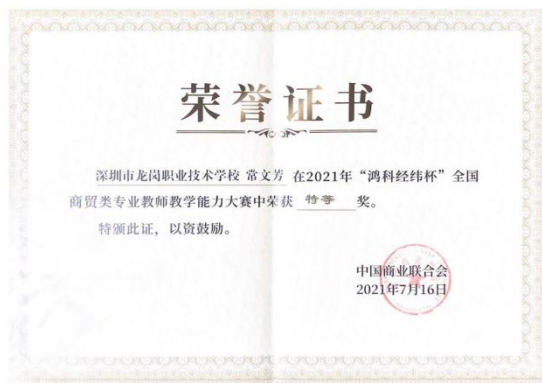 荣誉证书
深圳市龙岗职业技术学校 常文芳 在2021年“鸿科经纬杯”全国
商贸类专业教师教学能力大赛中荣获 特等 奖。
特颁此证，以资鼓励。
中国商业联合会
2021年7月16日